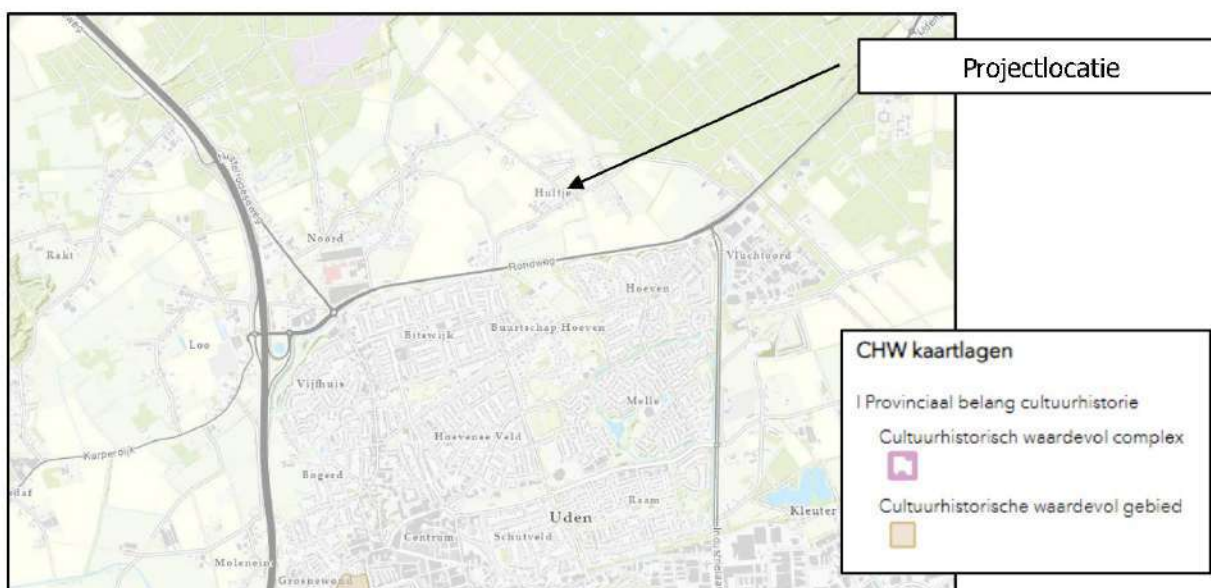 Projectlocatie
Hultje
Noord
Rakt
Rondweg
Vluchtoord
Hoeven
Bitswijk
Buurtschap Hoeven
Loo
Vijfhuis
Melle
Hoevense Veld
Karperdijk
Bogerd
Raam
Uden
Kleuter
Centrum
Schutveld
Moleneind
CHW kaartlagen
I Provinciaal belang cultuurhistorie
Cultuurhistorisch waardevol complex
Cultuurhistorische waardevol gebied